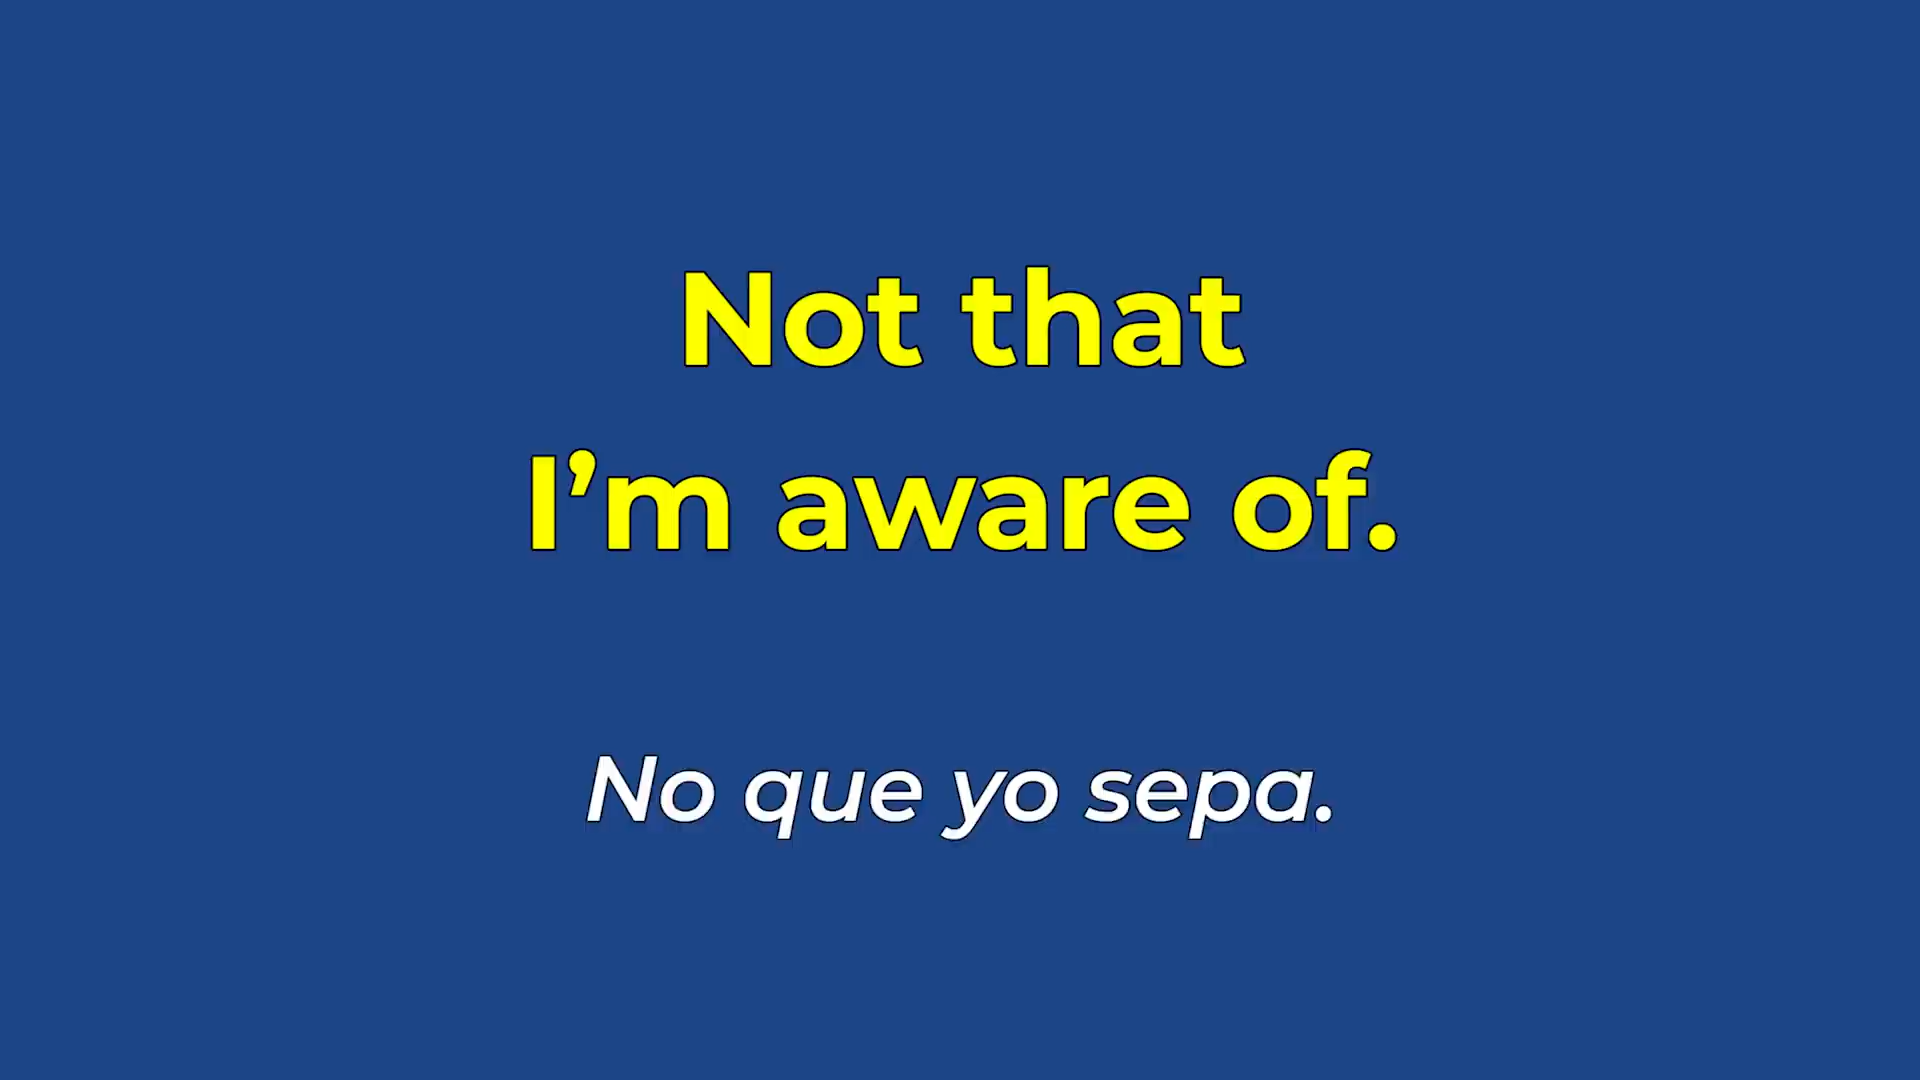 Not that
I’m aware of.
No que yo sepa.